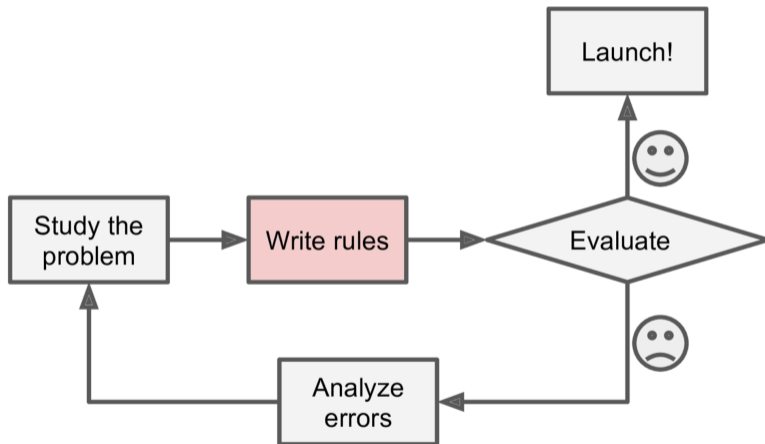 Launch!
Study the
problem
Write rules
Evaluate
Analyze
errors